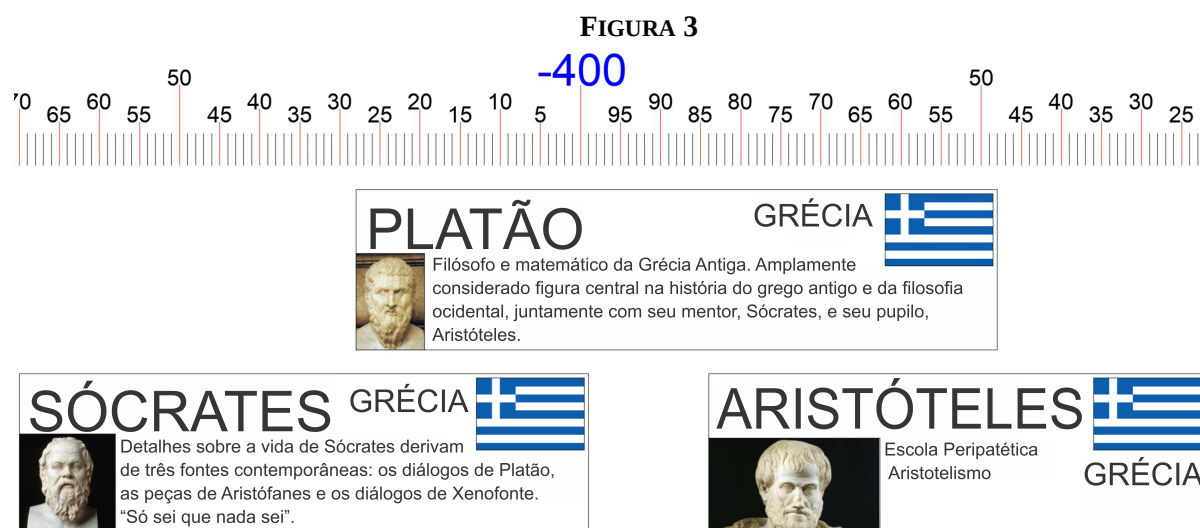 FIGURA 3
-400
50 50
70 60 40 30 20 10 90 80 70 60 40 30
65 55 45 35 25 15 5 95 85 75 65 55 45 35 25
PLATÃO GRÉCIA
Filósofo e matemático da Grécia Antiga. Amplamente
considerado figura central na história do grego antigo e da filosofia
ocidental, juntamente com seu mentor, Sócrates, e seu pupilo,
Aristóteles.
SÓCRATES GRÉCIA
Detalhes sobre a vida de Sócrates derivam
de três fontes contemporâneas: os diálogos de Platão,
as peças de Aristófanes e os diálogos de Xenofonte.
“Só sei que nada sei”.
ARISTÓTELES
Escola Peripatética
Aristotelismo
GRÉCIA